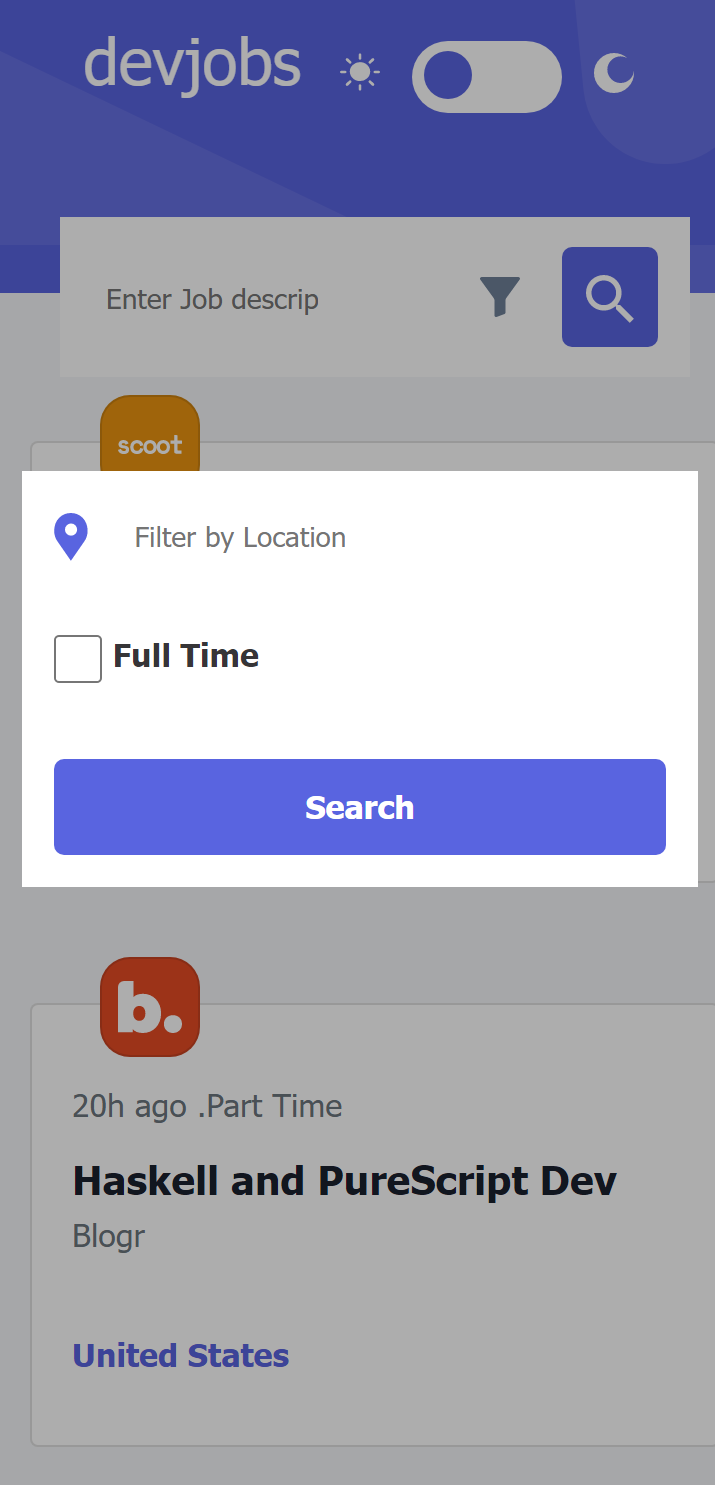 devjobs
Enter Job descrip
scoot
Filter by Location
Full Time
Search
b.
20h ago .Part Time
Haskell and PureScript Dev
Blogr
United States